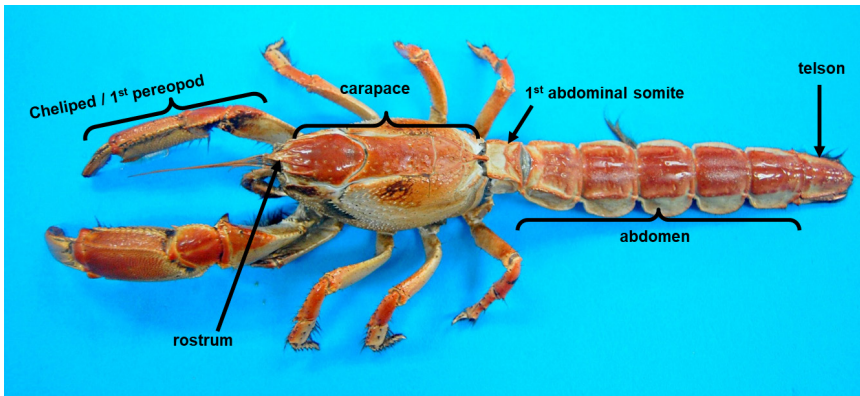 Cheliped / 1st pereopod
carapace
1st abdominal somite
telson
abdomen
rostrum